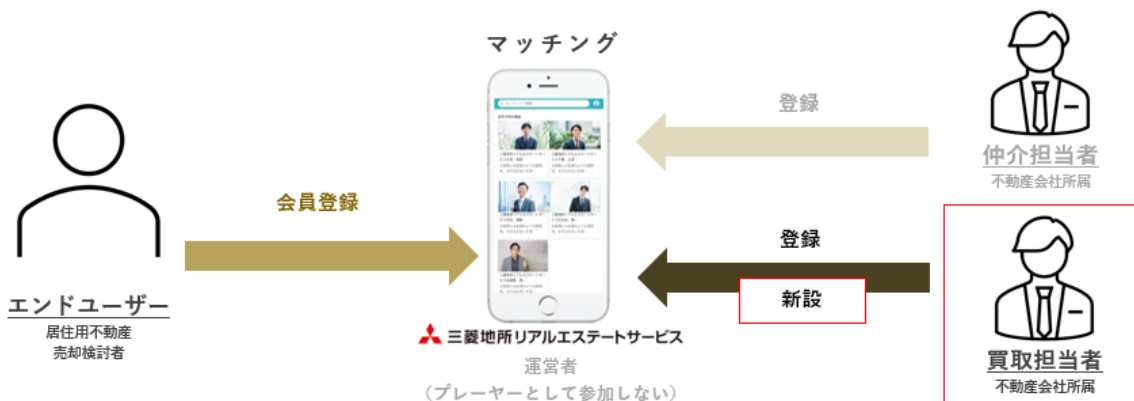 マッチング
登録
仲介担当者
不動産会社所属
会員登録
登録
新設
エンドユーザー
居住用不動産
売却検討者
三菱地所リアルエステートサービス
運営者
(プレーヤーとして参加しない)
買取担当者
不動産会社所属